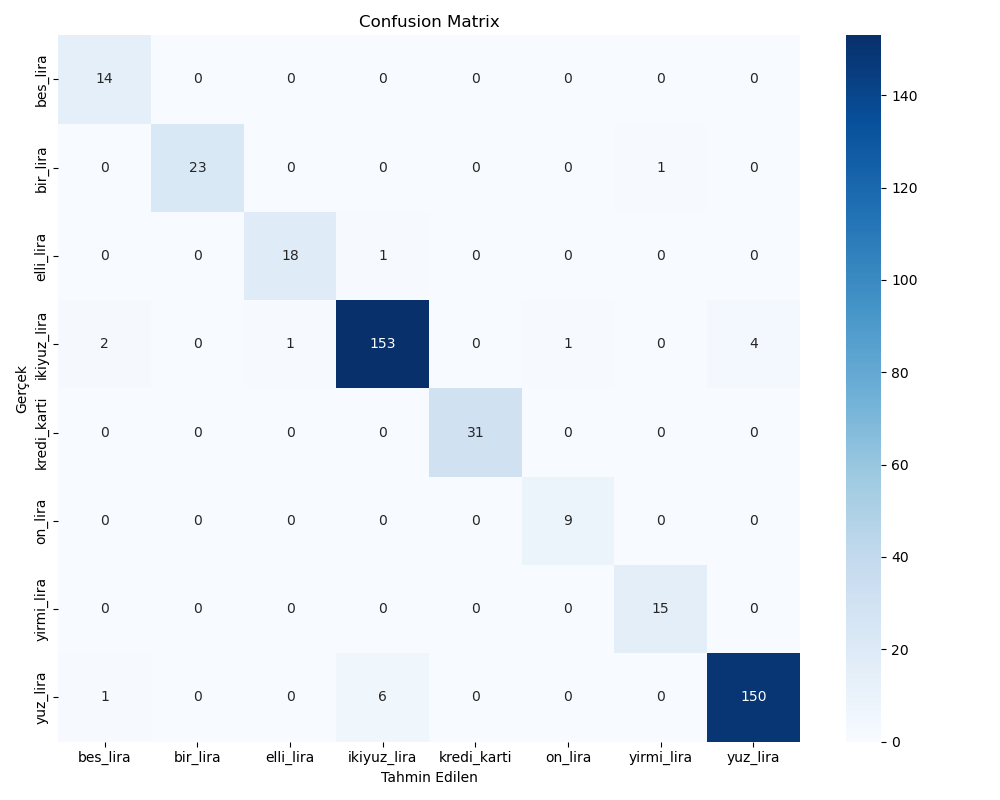 Confusion Matrix
bes_lira 14 0 0 0 0 0 0 0
bir_lira 0 23 0 0 0 0 1 0
elli_lira 0 0 18 1 0 0 0 0
ikiyuz_lira 2 0 1 153 0 1 0 4
kredi_karti 0 0 0 0 31 0 0 0
on_lira 0 0 0 0 0 9 0 0
yirmi_lira 0 0 0 0 0 0 15 0
yuz_lira 1 0 0 6 0 0 0 150
Gerçek
bes_lira bir_lira elli_lira ikiyuz_lira kredi_karti on_lira yirmi_lira yuz_lira
Tahmin Edilen
140
120
100
80
60
40
20
0